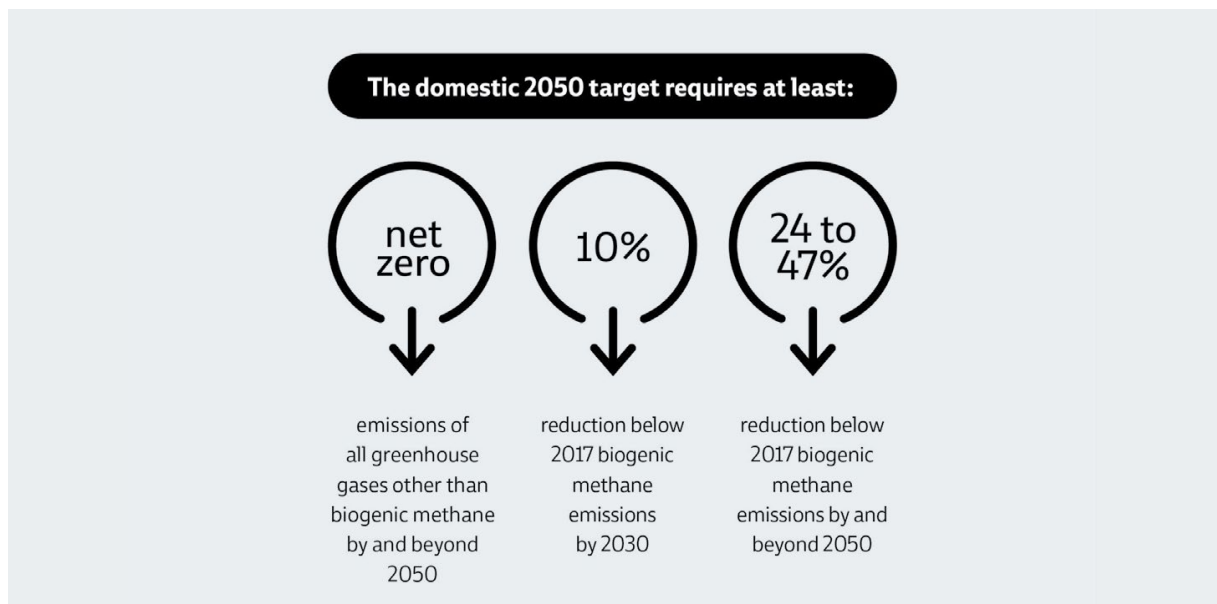 The domestic 2050 target requires at least:
net
zero
10%
24 to
47%
emissions of
all greenhouse
gases other than
biogenic methane
by and beyond
2050
reduction below
2017 biogenic
methane
emissions
by 2030
reduction below
2017 biogenic
methane
emissions by and
beyond 2050